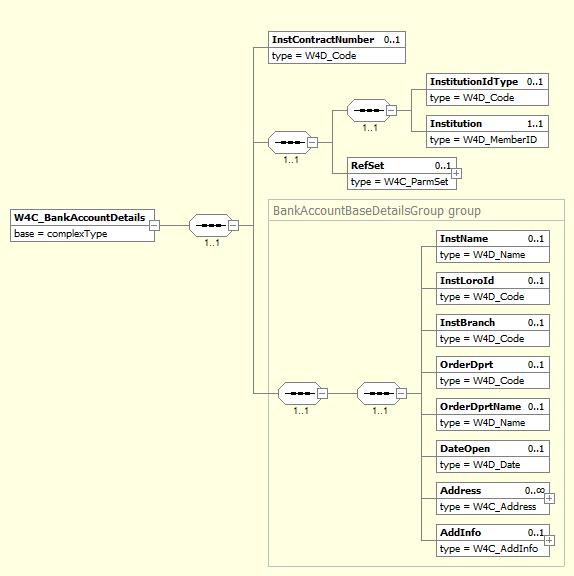 InstContractNumber 0..1
type = W4D_Code
InstitutionIdType 0..1
type = W4D_Code
1..1
Institution 1..1
type = W4D_MemberID
1..1
RefSet 0..1
type = W4C_ParmSet
W4C_BankAccountDetails
base = complexType
1..1
BankAccountBaseDetailsGroup group
InstName 0..1
type = W4D_Name
InstLoroId 0..1
type = W4D_Code
InstBranch 0..1
type = W4D_Code
OrderDprt 0..1
type = W4D_Code
1..1
1..1
OrderDprtName 0..1
type = W4D_Name
DateOpen 0..1
type = W4D_Date
Address 0..∞
type = W4C_Address
AddInfo 0..1
type = W4C_AddInfo